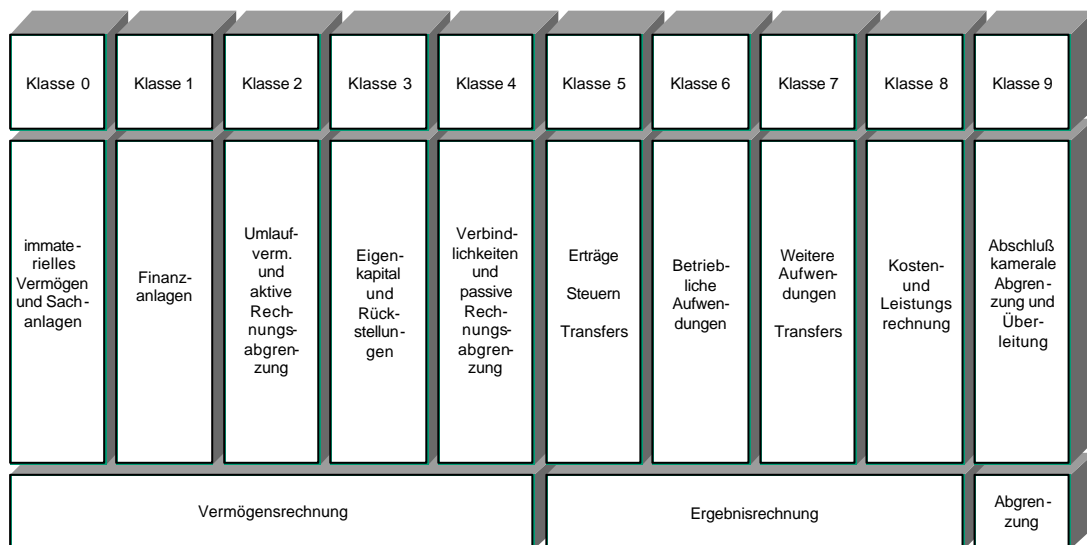 Klasse 0
Klasse 1
Klasse 2
Klasse 3
Klasse 4
Klasse 5
Klasse 6
Klasse 7
Klasse 8
Klasse 9
immate-
rielles
Vermögen
und Sach-
anlagen
Finanz-
anlagen
Umlauf-
verm.
und
aktive
Rech-
nungs-
abgren-
zung
Eigen-
kapital
und
Rück-
stellun-
gen
Verbind-
lichkeiten
und
passive
Rech-
nungs-
abgren-
zung
Erträge
Steuern
Transfers
Betrieb-
liche
Aufwen-
dungen
Weitere
Aufwen-
dungen
Transfers
Kosten-
und
Leistungs
rechnung
Abschluß
kamerale
Abgren-
zung und
Über-
leitung
Vermögensrechnung
Ergebnisrechnung
Abgren-
zung